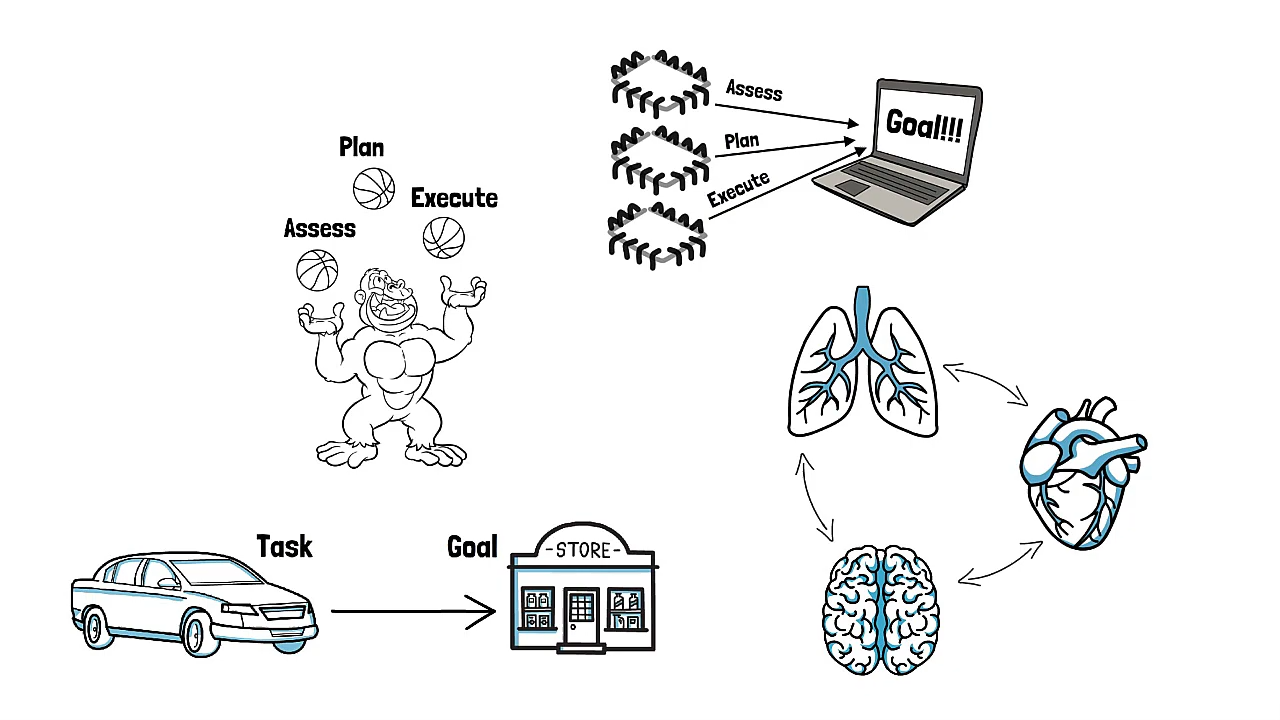 Assess
Plan
Execute
Goal!!!
Plan
Execute
Assess
Task
Goal
-STORE-